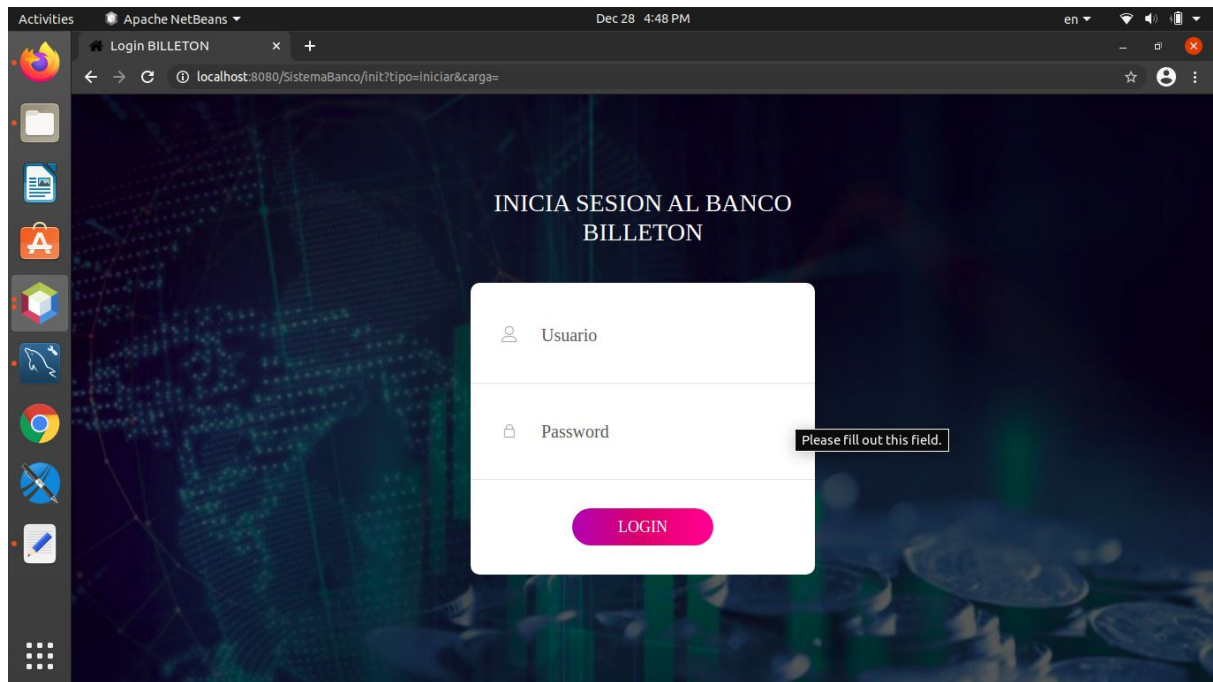 Activities Apache NetBeans Dec 28 4:48 PM en
Login BILLETON
localhost:8080/SistemaBanco/init?tipo=iniciar&carga=
INICIA SESION AL BANCO
BILLETON
Usuario
Password
Please fill out this field.
LOGIN